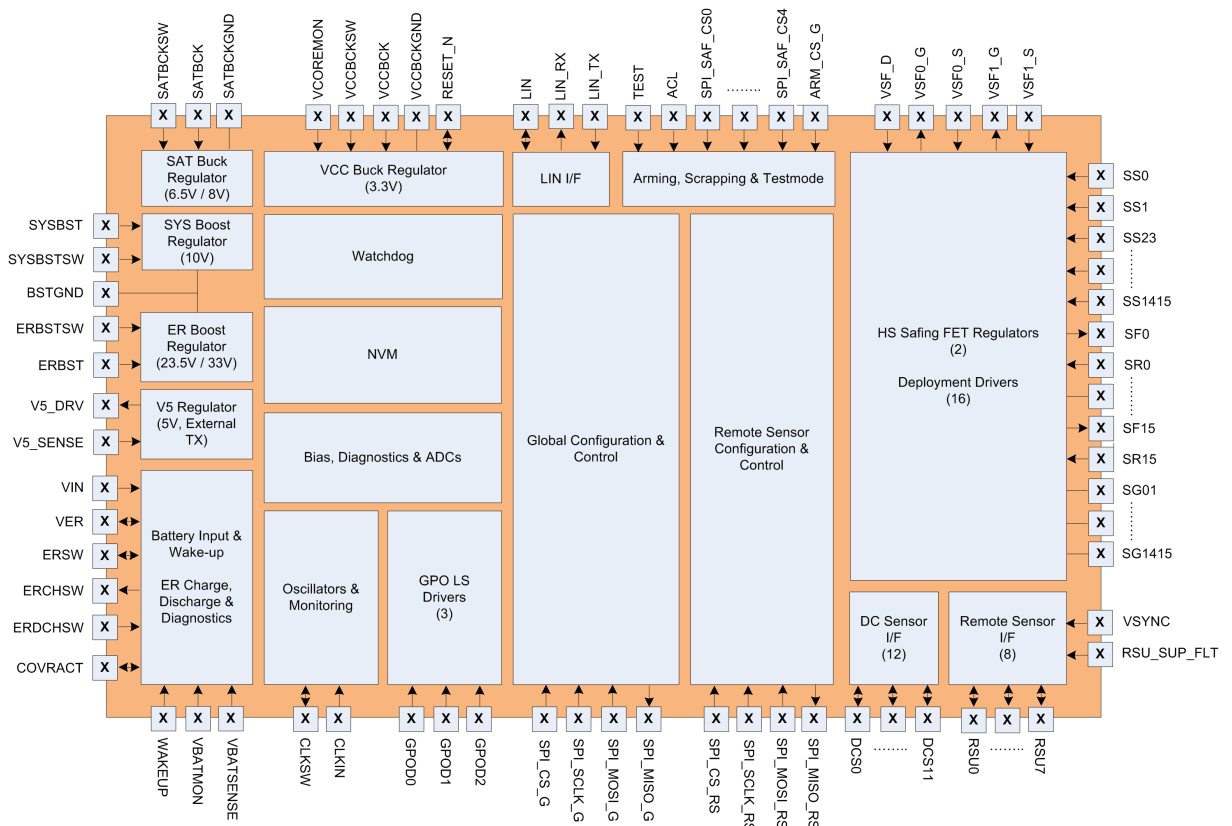 SATBCKSW
SATBCK
SATBCKGND
VCOREMON
VCCBCKSW
VCCBCK
VCCBCKGND
RESET_N
LIN
LIN_RX
LIN_TX
TEST
ACL
SPI_SAF_CS0
........
SPI_SAF_CS4
ARM_CS_G
VSF_D
VSF0_G
VSF0_S
VSF1_G
VSF1_S
X X X X X X X X X X X X X X X X X X X X X X
SAT Buck
Regulator
(6.5V / 8V)
VCC Buck Regulator
(3.3V)
LIN I/F
Arming, Scrapping & Testmode
SYSBST X
SYSBSTSW X
BSTGND X
ERBSTSW X
ERBST X
V5_DRV X
V5_SENSE X
VIN X
VER X
ERSW X
ERCHSW X
ERDCHSW X
COVRACT X
SYS Boost
Regulator
(10V)
ER Boost
Regulator
(23.5V / 33V)
V5 Regulator
(5V, External
TX)
Battery Input &
Wake-up
ER Charge,
Discharge &
Diagnostics
Watchdog
NVM
Bias, Diagnostics & ADCs
Oscillators &
Monitoring
GPO LS
Drivers
(3)
Global Configuration &
Control
Remote Sensor
Configuration &
Control
HS Safing FET Regulators
(2)
Deployment Drivers
(16)
DC Sensor
I/F
(12)
Remote Sensor
I/F
(8)
X SS0
X SS1
X SS23
X ........
X SS1415
X SF0
X SR0
X ........
X SF15
X SR15
X SG01
X ........
X SG1415
X VSYNC
X RSU_SUP_FLT
X X X X X X X X X X X X X X X X X X X X X X
WAKEUP
VBATMON
VBATSENSE
CLKSW
CLKIN
GPOD0
GPOD1
GPOD2
SPI_CS_G
SPI_SCLK_G
SPI_MOSI_G
SPI_MISO_G
SPI_CS_RS
SPI_SCLK_RS
SPI_MOSI_RS
SPI_MISO_RS
DCS0
........
DCS11
RSU0
........
RSU7